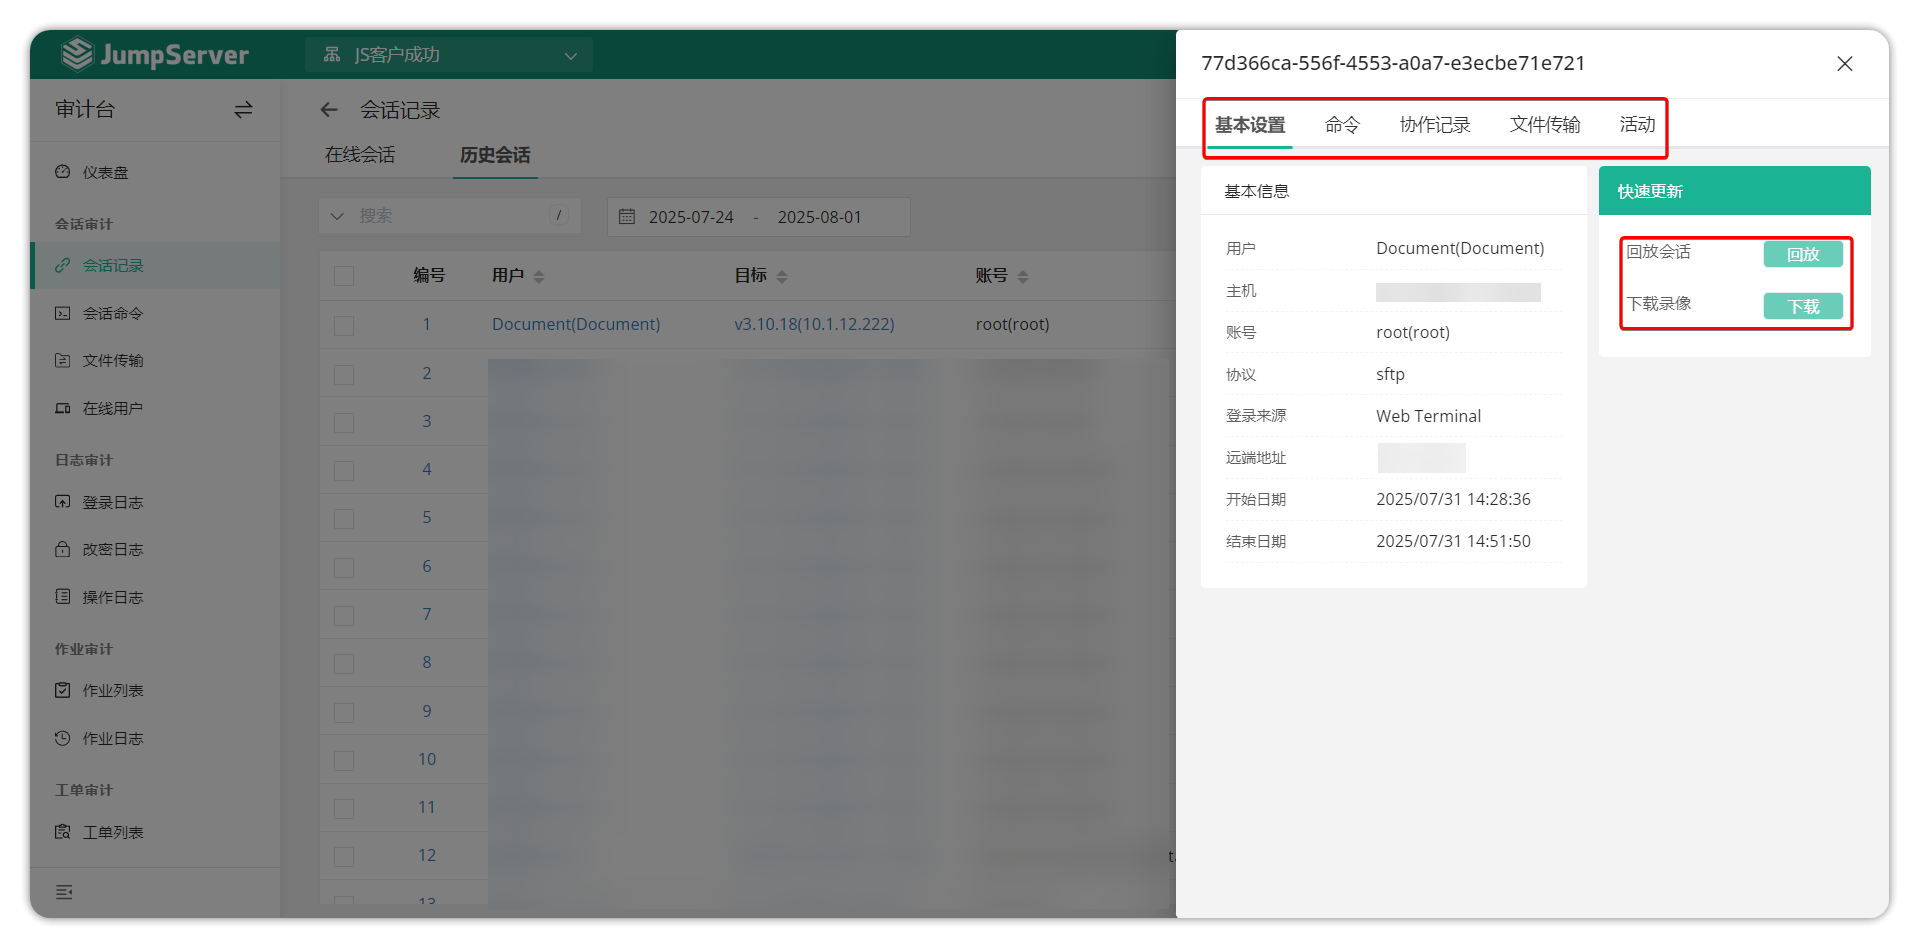 JumpServer
JS客户成功
审计台
仪表盘
会话审计
会话记录
会话命令
文件传输
在线用户
日志审计
登录日志
改密日志
操作日志
作业审计
作业列表
作业日志
工单审计
工单列表
会话记录
在线会话
历史会话
搜索
/
2025-07-24 - 2025-08-01
编号 用户 目标 账号
1 Document(Document) v3.10.18(10.1.12.222) root(root)
2
3
4
5
6
7
8
9
10
11
12
13
77d366ca-556f-4553-a0a7-e3ecbe71e721
基本设置 命令 协作记录 文件传输 活动
基本信息
用户 Document(Document)
主机
账号 root(root)
协议 sftp
登录来源 Web Terminal
远端地址
开始日期 2025/07/31 14:28:36
结束日期 2025/07/31 14:51:50
快速更新
回放会话 回放
下载录像 下载